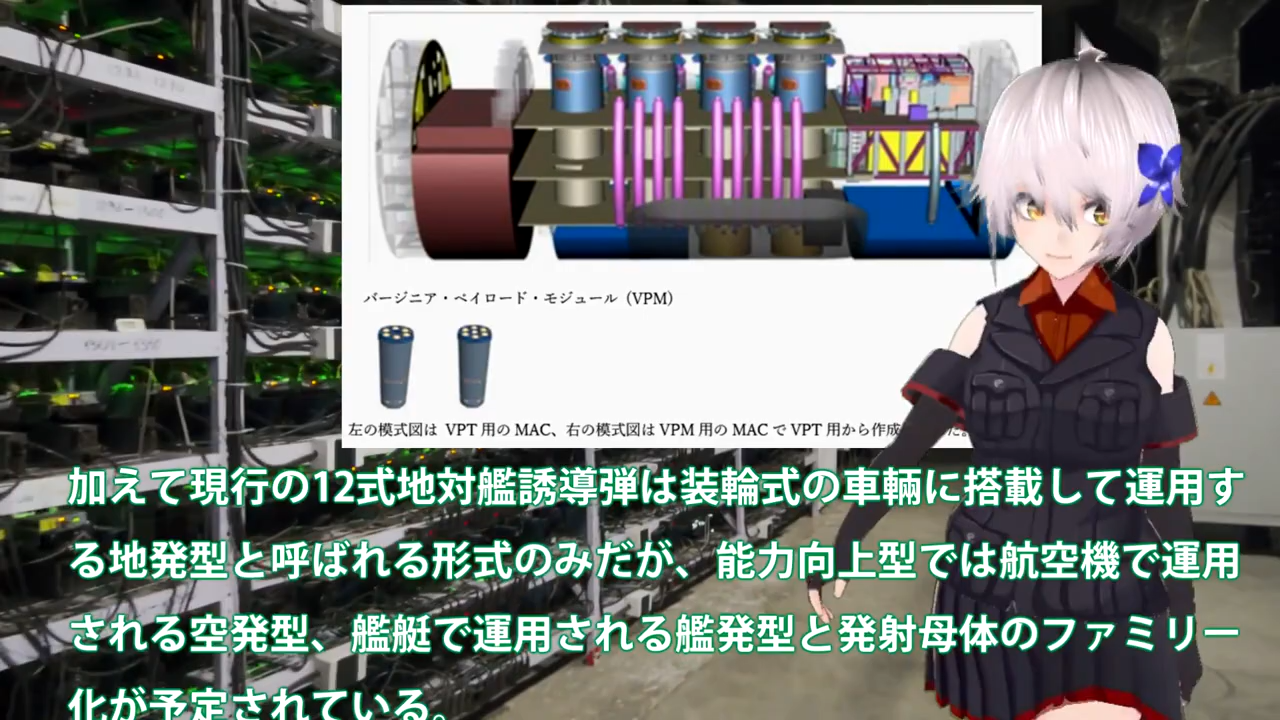 バージニア・ペイロード・モジュール（VPM）
左の模式図は VPT 用の MAC、右の模式図は VPM 用の MAC で VPT 用から作成
加えて現行の12式地対艦誘導弾は装輪式の車輛に搭載して運用す
る地発型と呼ばれる形式のみだが、能力向上型では航空機で運用
される空発型、艦艇で運用される艦発型と発射母体のファミリー
化が予定されている。